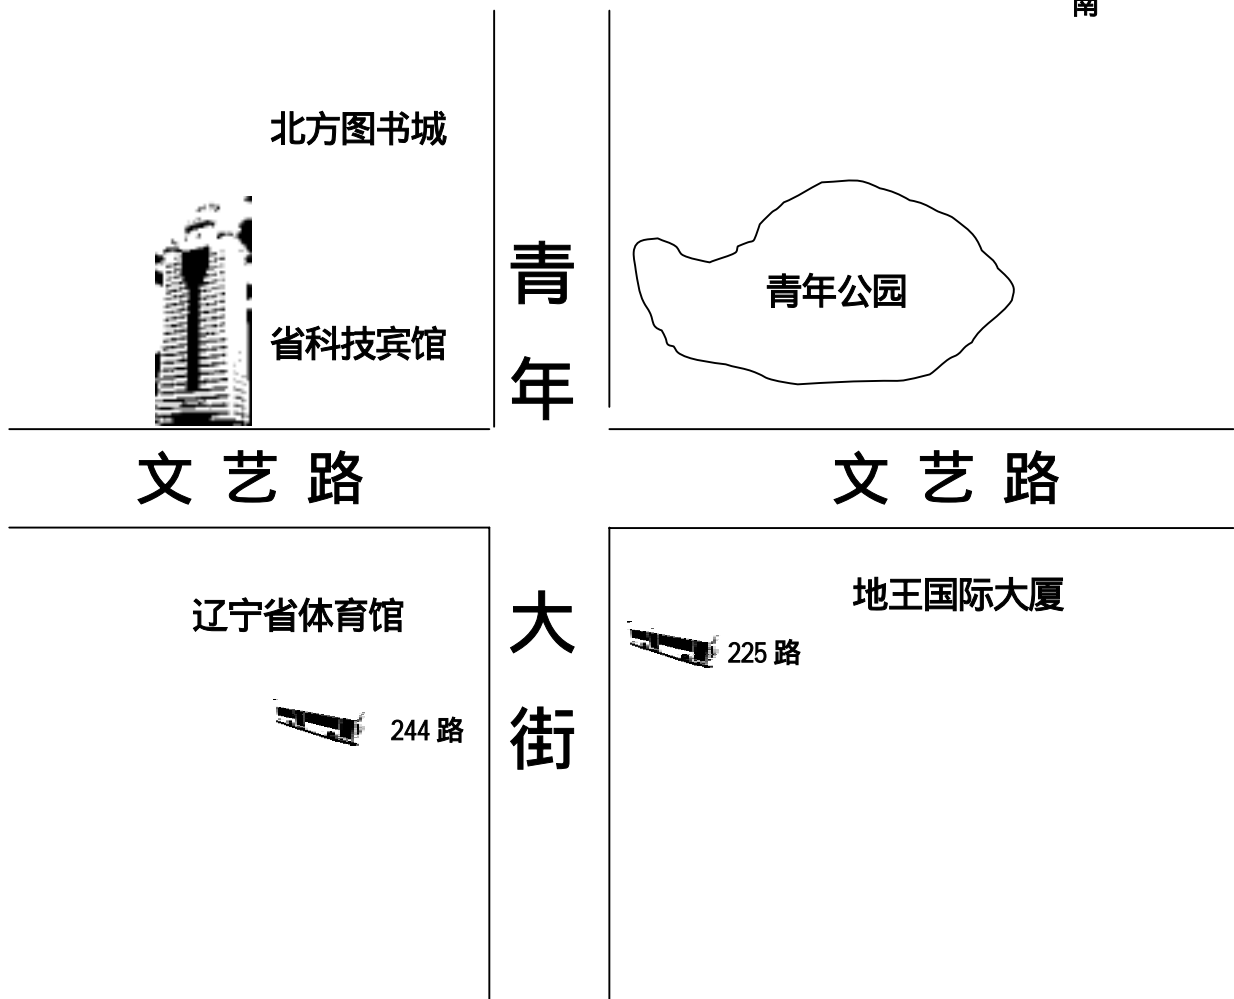 南
北方图书城
青年公园
省科技宾馆
青年
文艺路
文艺路
辽宁省体育馆
地王国际大厦
225 路
244 路
大街